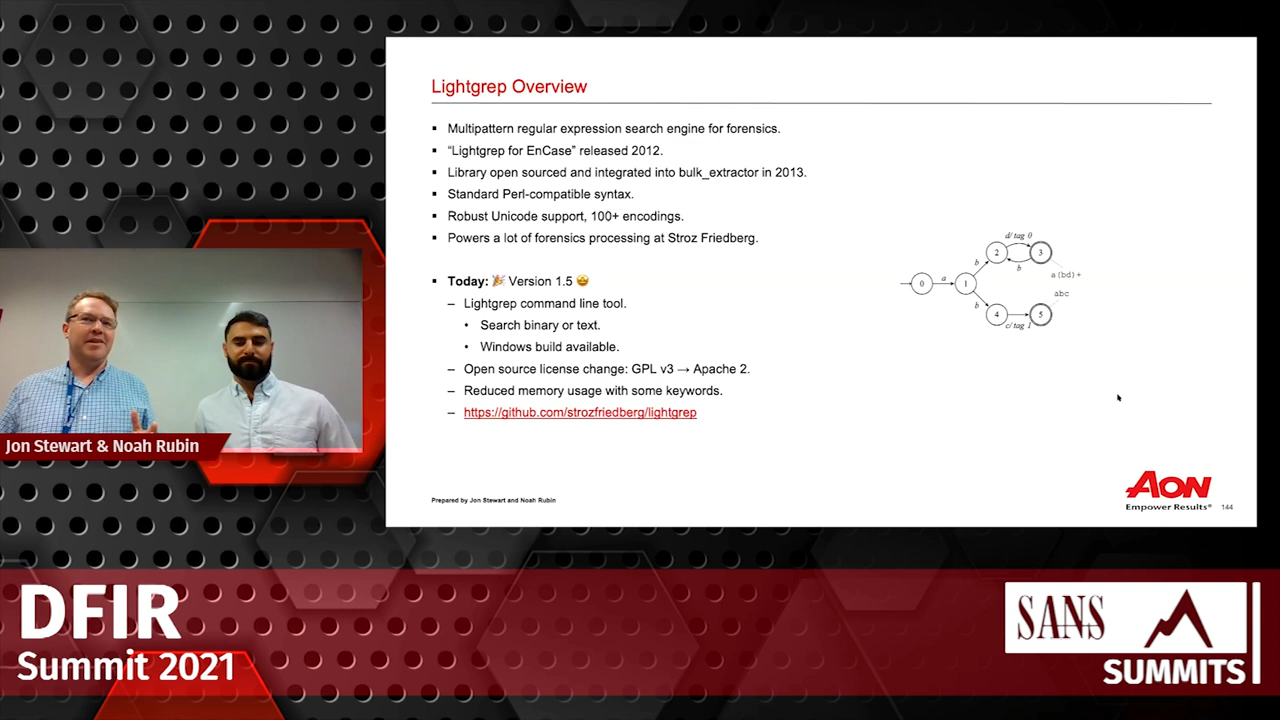 Lightgrep Overview
▪ Multipattern regular expression search engine for forensics.
▪ “Lightgrep for EnCase” released 2012.
▪ Library open sourced and integrated into bulk_extractor in 2013.
▪ Standard Perl-compatible syntax.
▪ Robust Unicode support, 100+ encodings.
▪ Powers a lot of forensics processing at Stroz Friedberg.
▪ Today: 🎉 Version 1.5 🤩
– Lightgrep command line tool.
• Search binary or text.
• Windows build available.
– Open source license change: GPL v3 → Apache 2.
– Reduced memory usage with some keywords.
– https://github.com/strozfriedberg/lightgrep
d/ tag 0
2
3
b
b
a(bd)+
0
a
1
abc
b
4
5
c/ tag 1
Jon Stewart & Noah Rubin
Prepared by Jon Stewart and Noah Rubin
AON
Empower Results®
144
DFIR
Summit 2021
SANS
SUMMITS